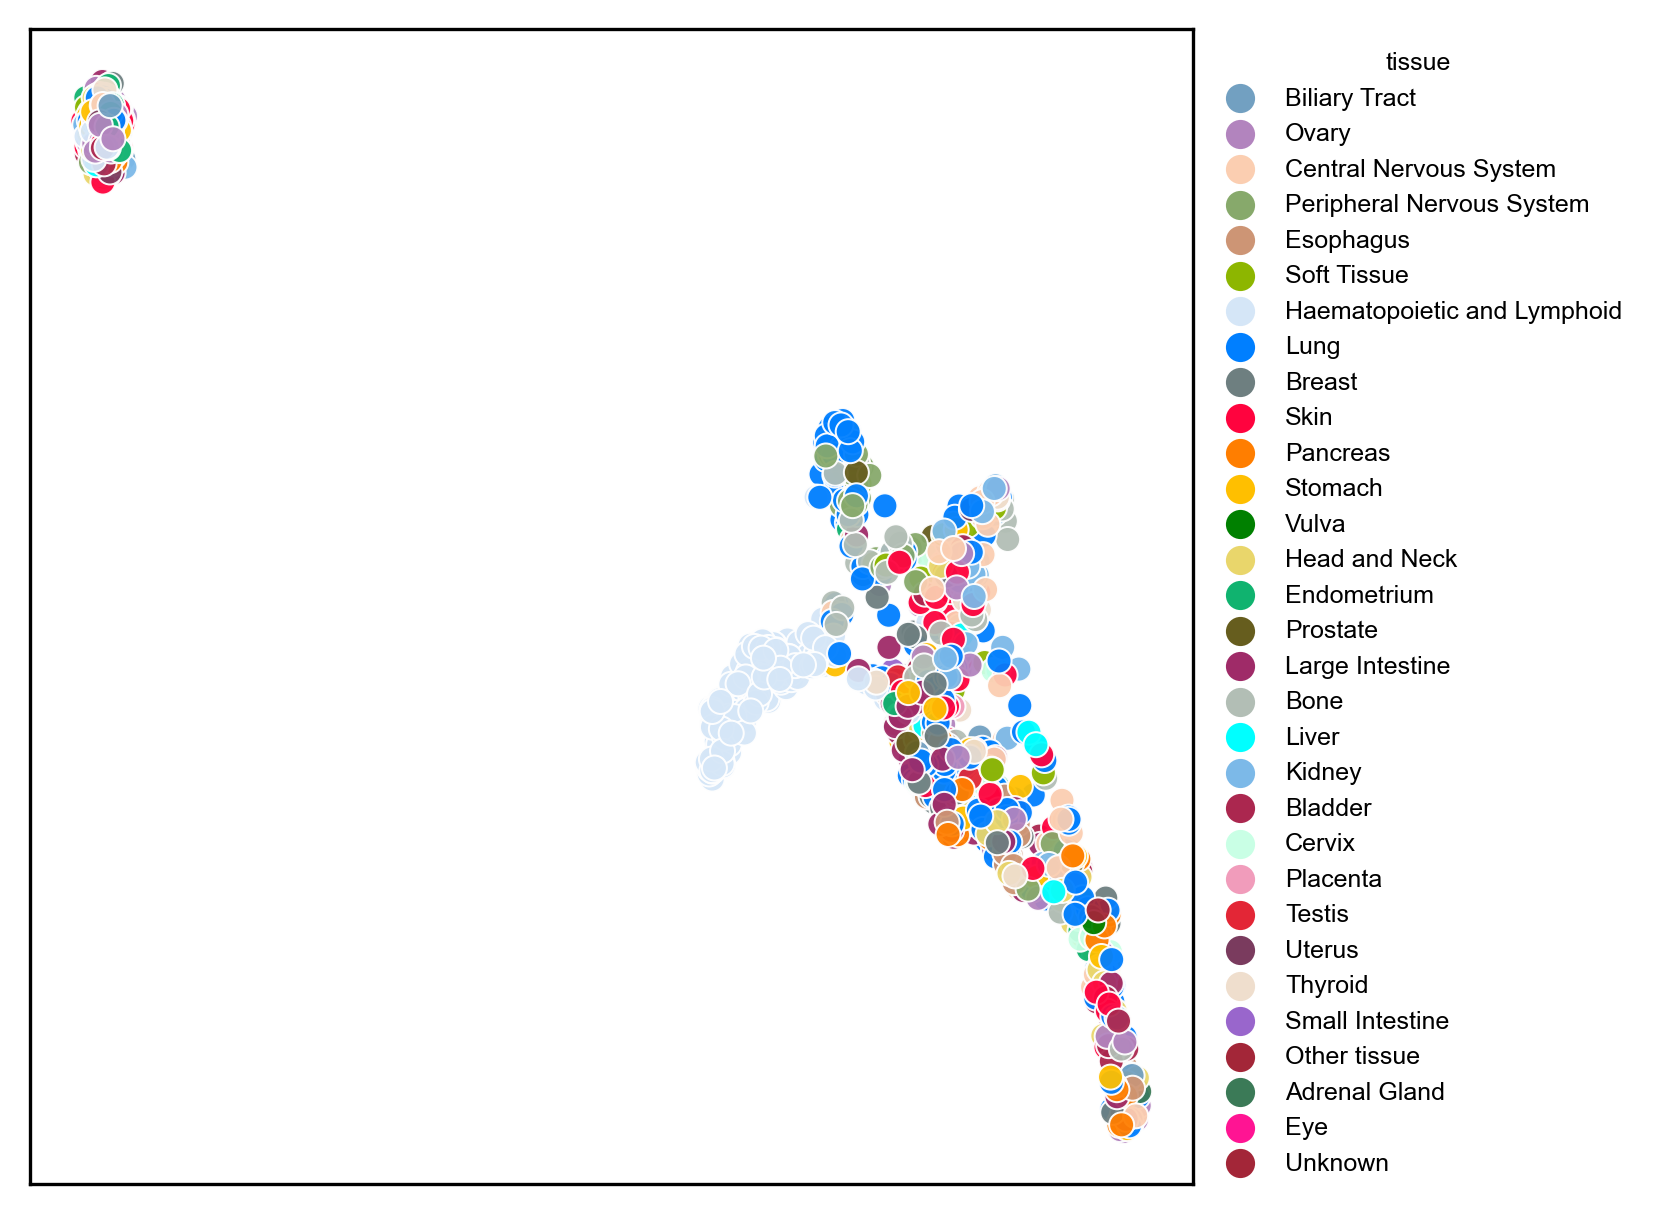 tissue
Biliary Tract
Ovary
Central Nervous System
Peripheral Nervous System
Esophagus
Soft Tissue
Haematopoietic and Lymphoid
Lung
Breast
Skin
Pancreas
Stomach
Vulva
Head and Neck
Endometrium
Prostate
Large Intestine
Bone
Liver
Kidney
Bladder
Cervix
Placenta
Testis
Uterus
Thyroid
Small Intestine
Other tissue
Adrenal Gland
Eye
Unknown